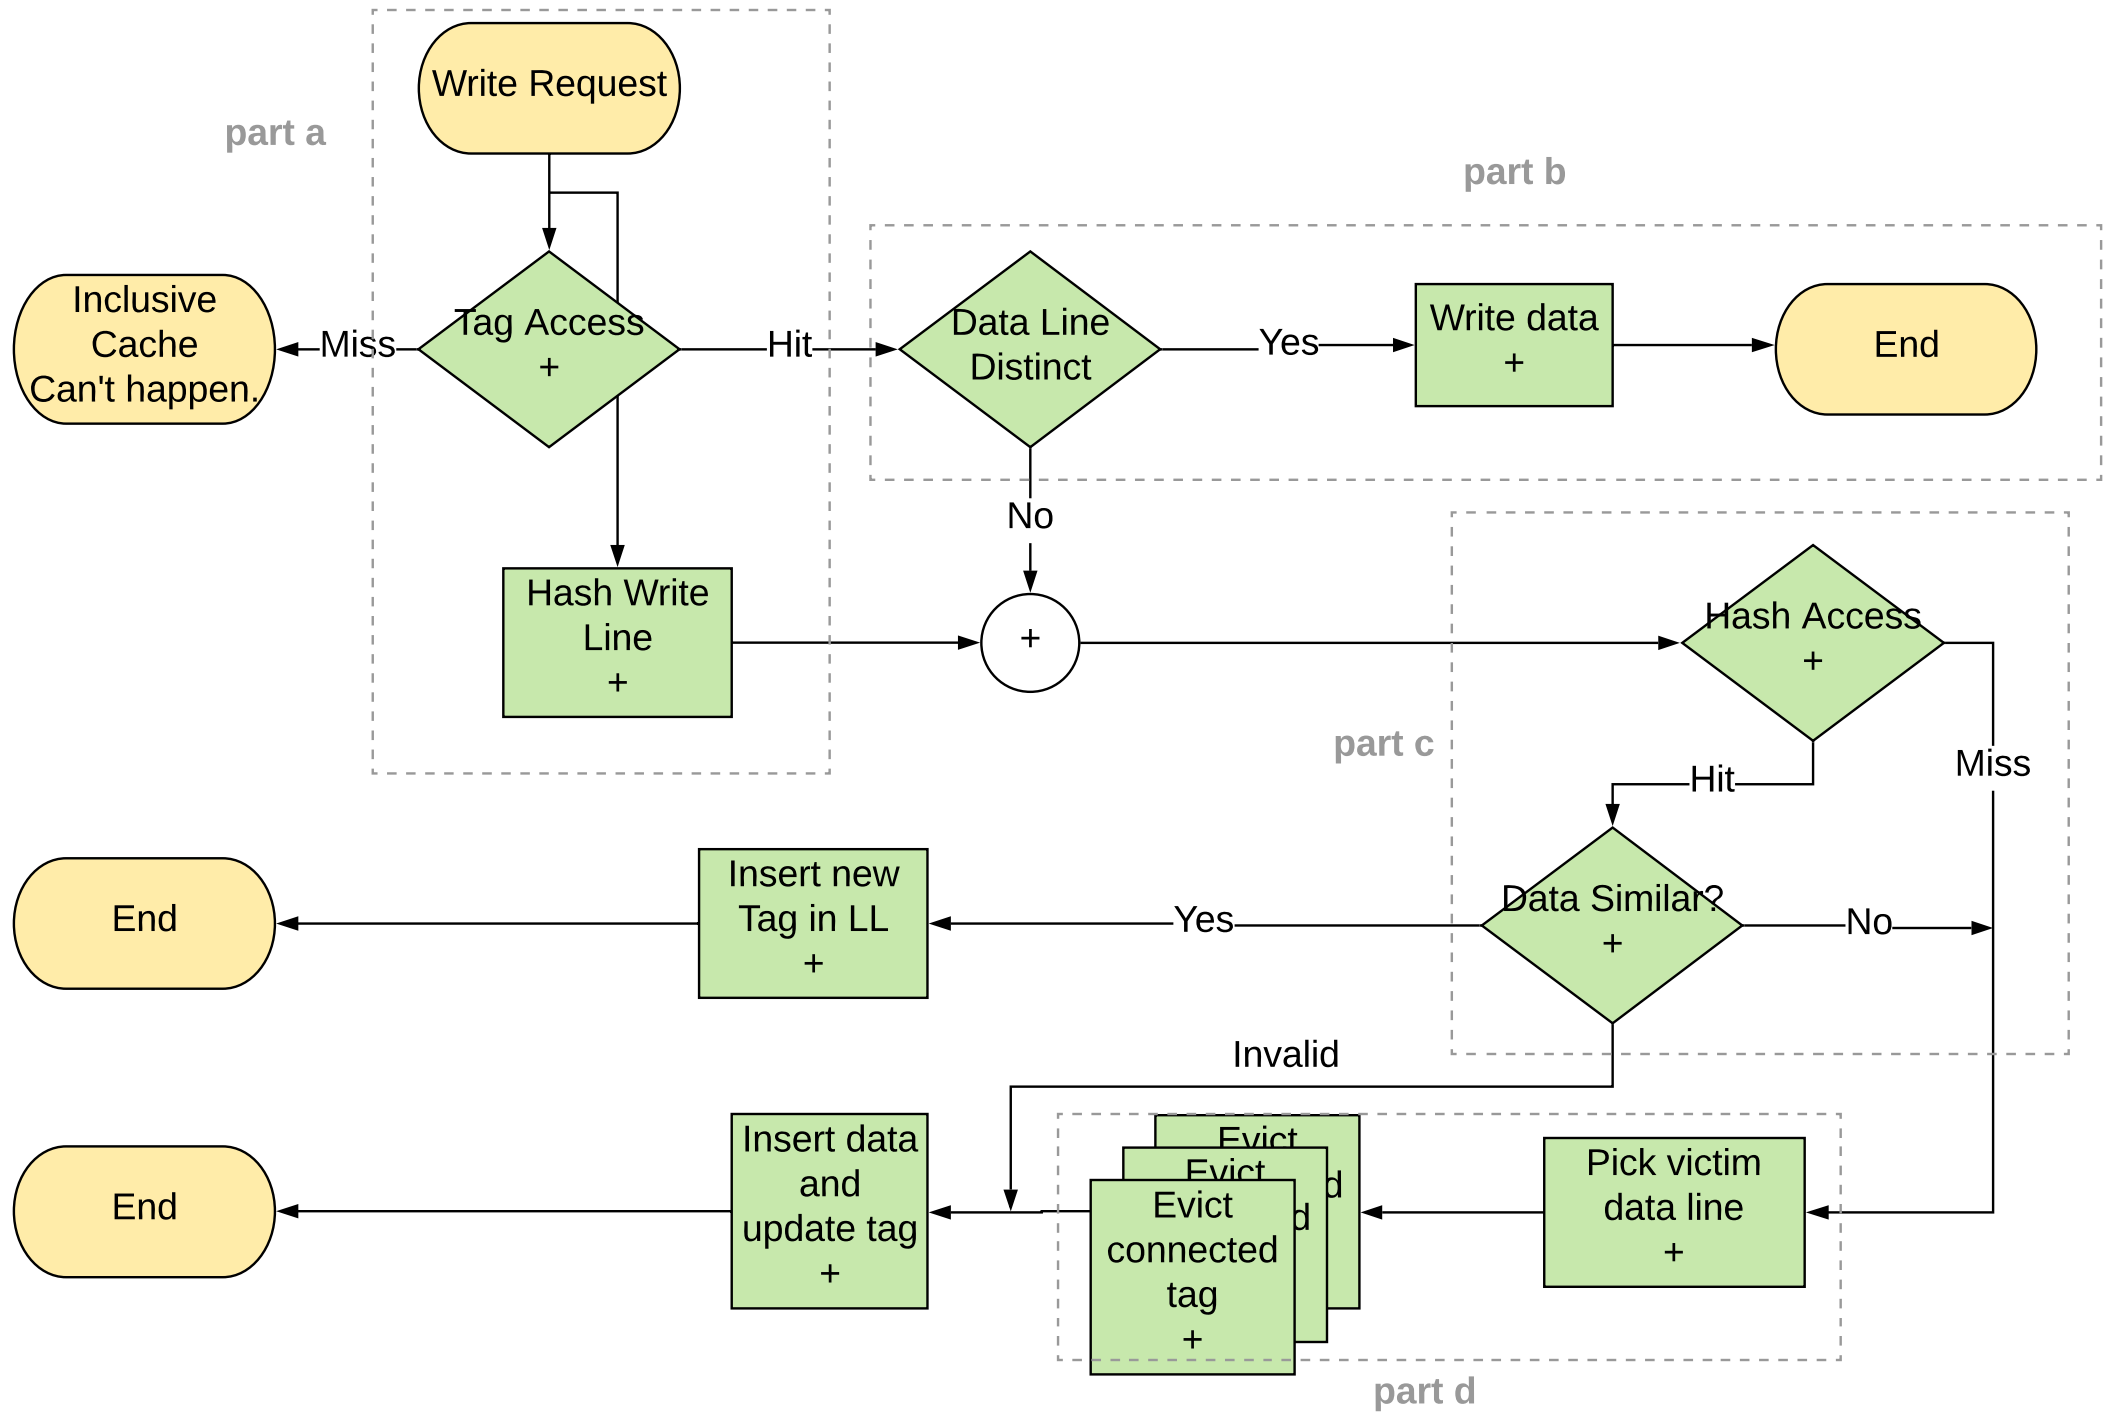 Write Request
part a
part b
Inclusive
Cache
Can't happen.
Miss
Tag Access
+
Hit
Data Line
Distinct
Yes
Write data
+
End
No
Hash Write
Line
+
+
Hash Access
+
part c
Hit
Miss
End
Insert new
Tag in LL
+
Yes
Data Similar?
+
No
Invalid
End
Insert data
and
update tag
+
Evict
d
Evict
d
Evict
connected
tag
+
Pick victim
data line
+
part d